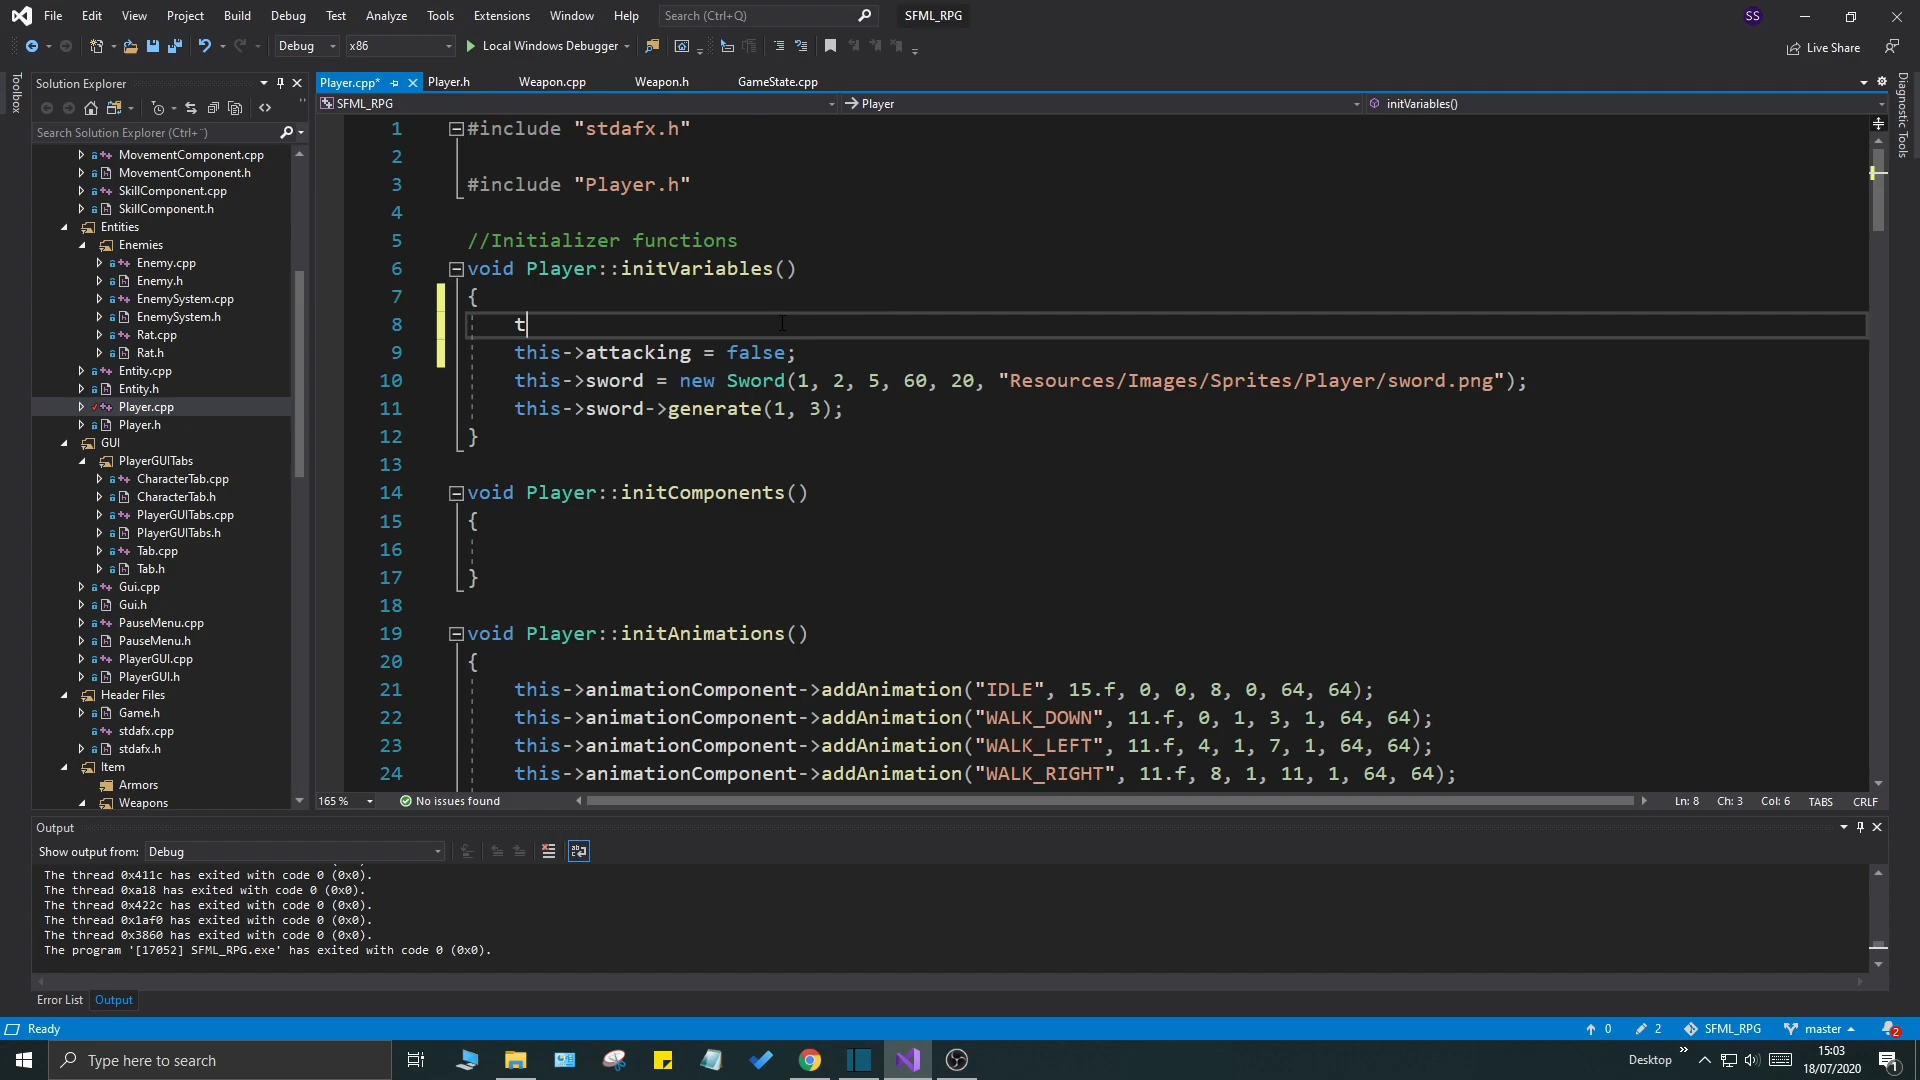 File Edit View Project Build Debug Test Analyze Tools Extensions Window Help Search (Ctrl+Q) SFML_RPG SS
Debug x86 Local Windows Debugger Live Share
Toolbox
Solution Explorer
Search Solution Explorer (Ctrl+¨)
MovementComponent.cpp
MovementComponent.h
SkillComponent.cpp
SkillComponent.h
Entities
Enemies
Enemy.cpp
Enemy.h
EnemySystem.cpp
EnemySystem.h
Rat.cpp
Rat.h
Entity.cpp
Entity.h
Player.cpp
Player.h
GUI
PlayerGUITabs
CharacterTab.cpp
CharacterTab.h
PlayerGUITabs.cpp
PlayerGUITabs.h
Tab.cpp
Tab.h
Gui.cpp
Gui.h
PauseMenu.cpp
PauseMenu.h
PlayerGUI.cpp
PlayerGUI.h
Header Files
Game.h
stdafx.cpp
stdafx.h
Item
Armors
Weapons
Player.cpp* Player.h Weapon.cpp Weapon.h GameState.cpp
SFML_RPG Player initVariables()
1 #include "stdafx.h"
2
3 #include "Player.h"
4
5 //Initializer functions
6 void Player::initVariables()
7 {
8 t
9 this->attacking = false;
10 this->sword = new Sword(1, 2, 5, 60, 20, "Resources/Images/Sprites/Player/sword.png");
11 this->sword->generate(1, 3);
12 }
13
14 void Player::initComponents()
15 {
16
17 }
18
19 void Player::initAnimations()
20 {
21 this->animationComponent->addAnimation("IDLE", 15.f, 0, 0, 8, 0, 64, 64);
22 this->animationComponent->addAnimation("WALK_DOWN", 11.f, 0, 1, 3, 1, 64, 64);
23 this->animationComponent->addAnimation("WALK_LEFT", 11.f, 4, 1, 7, 1, 64, 64);
24 this->animationComponent->addAnimation("WALK_RIGHT", 11.f, 8, 1, 11, 1, 64, 64);
165 % No issues found Ln: 8 Ch: 3 Col: 6 TABS CRLF
Diagnostic Tools
Output
Show output from: Debug
The thread 0x411c has exited with code 0 (0x0).
The thread 0xa18 has exited with code 0 (0x0).
The thread 0x422c has exited with code 0 (0x0).
The thread 0x1af0 has exited with code 0 (0x0).
The thread 0x3860 has exited with code 0 (0x0).
The program '[17052] SFML_RPG.exe' has exited with code 0 (0x0).
Error List Output
Ready 0 2 SFML_RPG master 2
Type here to search Desktop 15:03
18/07/2020 1